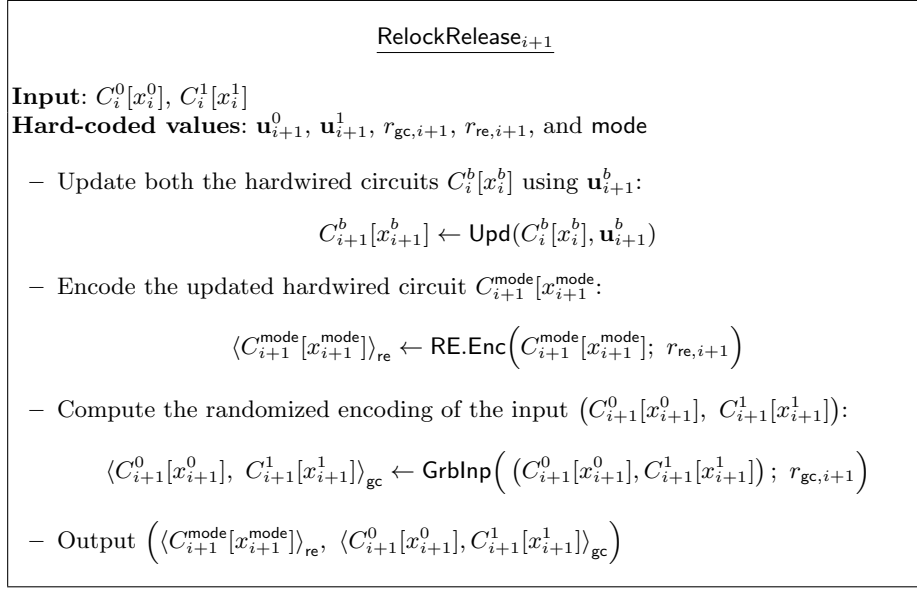 RelockRelease_{i+1}
Input: C_i^0[x_i^0], C_i^1[x_i^1]
Hard-coded values: u_{i+1}^0, u_{i+1}^1, r_{gc,i+1}, r_{re,i+1}, and mode
– Update both the hardwired circuits C_i^b[x_i^b] using u_{i+1}^b:
C_{i+1}^b[x_{i+1}^b] ← Upd(C_i^b[x_i^b], u_{i+1}^b)
– Encode the updated hardwired circuit C_{i+1}^{mode}[x_{i+1}^{mode}:
⟨C_{i+1}^{mode}[x_{i+1}^{mode}]⟩_{re} ← RE.Enc(C_{i+1}^{mode}[x_{i+1}^{mode}]; r_{re,i+1})
– Compute the randomized encoding of the input (C_{i+1}^0[x_{i+1}^0], C_{i+1}^1[x_{i+1}^1]):
⟨C_{i+1}^0[x_{i+1}^0], C_{i+1}^1[x_{i+1}^1]⟩_{gc} ← GrbInp((C_{i+1}^0[x_{i+1}^0], C_{i+1}^1[x_{i+1}^1]); r_{gc,i+1})
– Output (⟨C_{i+1}^{mode}[x_{i+1}^{mode}]⟩_{re}, ⟨C_{i+1}^0[x_{i+1}^0], C_{i+1}^1[x_{i+1}^1]⟩_{gc})